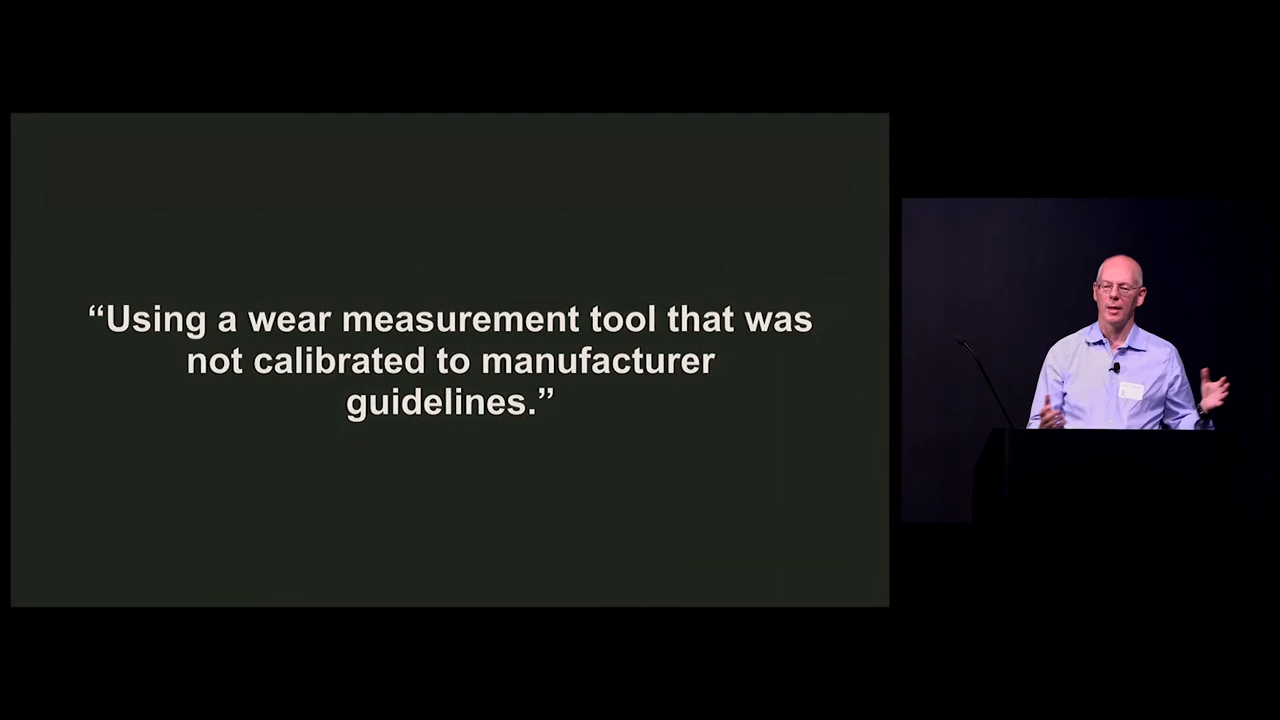 “Using a wear measurement tool that was
not calibrated to manufacturer
guidelines.”